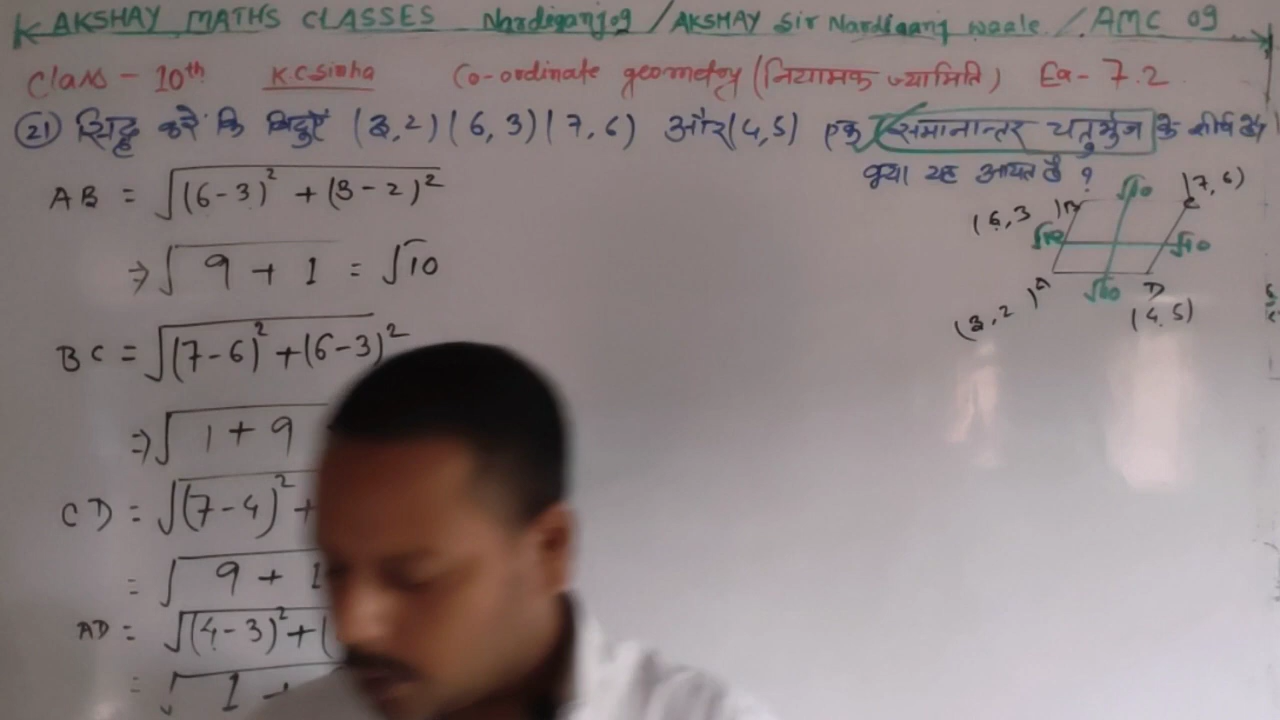 AKSHAY MATHS CLASSES Nardiganj 09 / AKSHAY Sir Nardiganj waale / AMC 09
Class - 10th K.C.Sinha Co-ordinate geometry (नियामक ज्यामिति) Ex- 7.2
21) सिद्ध करें कि बिंदुएँ (3,2) (6,3) (7,6) और (4,5) एक समानान्तर चतुर्भुज के शीर्ष हैं।
क्या यह आयत है ?
AB = √(6-3)² + (3-2)²
⇒ √9 + 1 = √10
BC = √(7-6)² + (6-3)²
⇒ √1 + 9
CD = √(7-4)² +
= √9 + 1
AD = √(4-3)² + (
= √1 +
(6,3) B √10 C (7,6)
√10 √10
(3,2) A √10 D
(4,5)